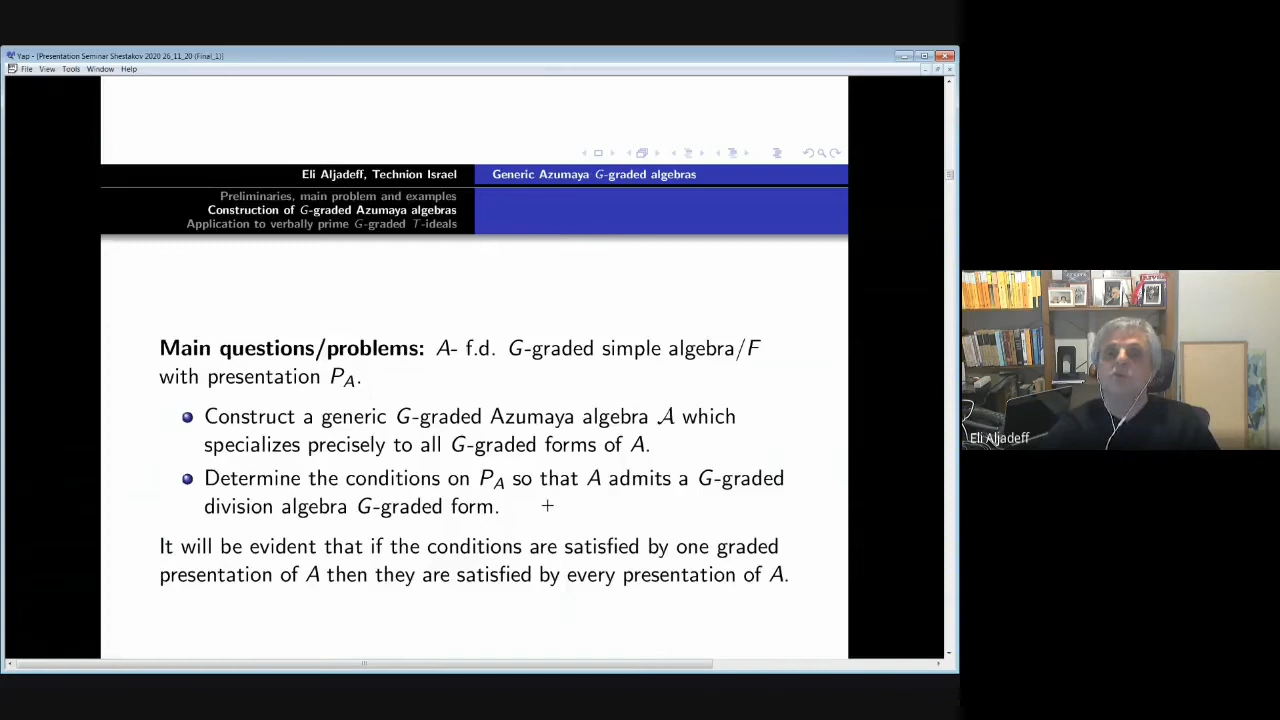 Yap - [Presentation Seminar Shestakov 2020 26_11_20 (Final_1)]
File View Tools Window Help
Eli Aljadeff, Technion Israel
Generic Azumaya G-graded algebras
Preliminaries, main problem and examples
Construction of G-graded Azumaya algebras
Application to verbally prime G-graded T-ideals
Main questions/problems: A- f.d. G-graded simple algebra/F
with presentation P_A.
Construct a generic G-graded Azumaya algebra 𝒜 which
specializes precisely to all G-graded forms of A.
Determine the conditions on P_A so that A admits a G-graded
division algebra G-graded form.
It will be evident that if the conditions are satisfied by one graded
presentation of A then they are satisfied by every presentation of A.
Eli Aljadeff